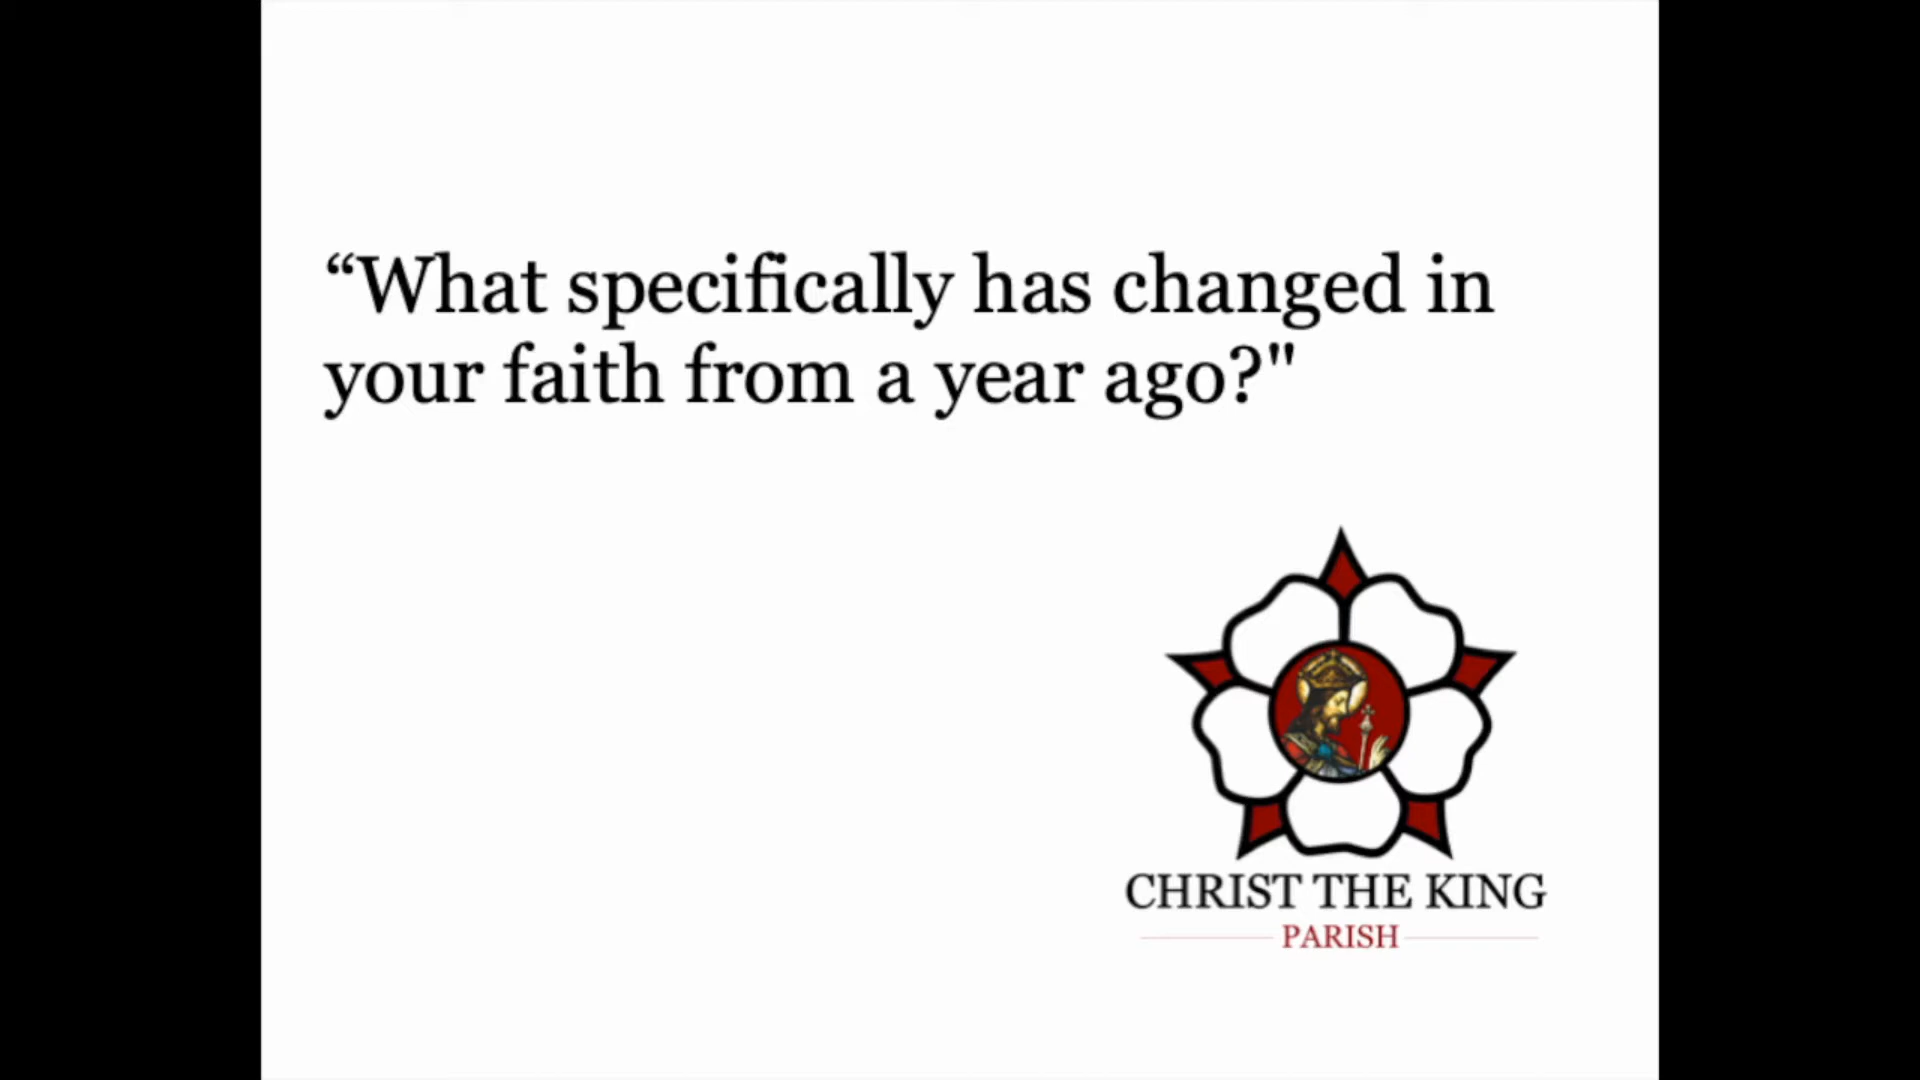 “What specifically has changed in
your faith from a year ago?"
CHRIST THE KING
PARISH